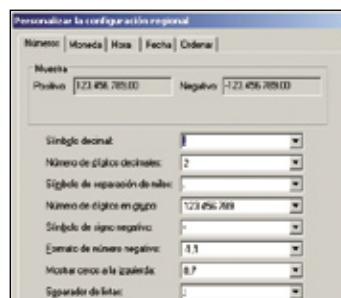 Personalizar la configuración regional
Números Moneda Hora Fecha Ordenar
Muestra
Positivo: 123.456.789,00 Negativo: -123.456.789,00
Símbolo decimal: ,
Número de dígitos decimales: 2
Símbolo de separación de miles: .
Número de dígitos en grupo: 123.456.789
Símbolo de signo negativo: -
Formato de número negativo: -1,1
Mostrar ceros a la izquierda: 0,7
Separador de listas: ;